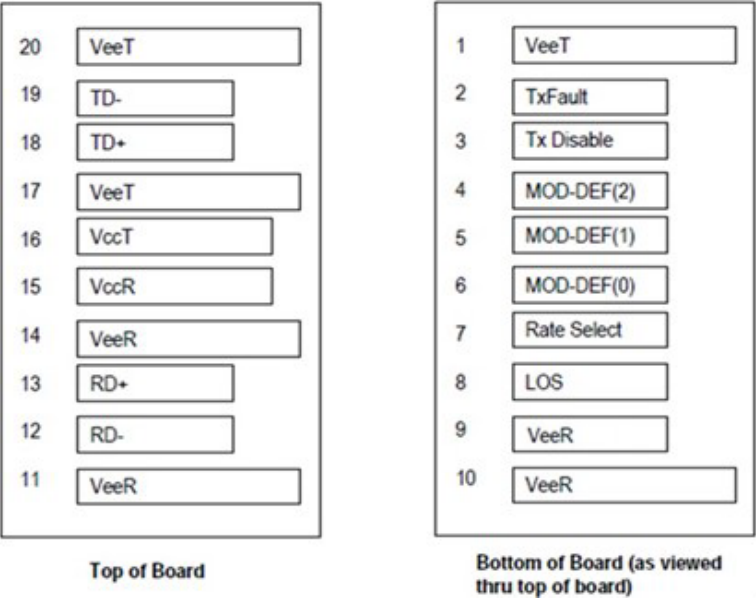 20 VeeT
19 TD-
18 TD+
17 VeeT
16 VccT
15 VccR
14 VeeR
13 RD+
12 RD-
11 VeeR
Top of Board
1 VeeT
2 TxFault
3 Tx Disable
4 MOD-DEF(2)
5 MOD-DEF(1)
6 MOD-DEF(0)
7 Rate Select
8 LOS
9 VeeR
10 VeeR
Bottom of Board (as viewed
thru top of board)